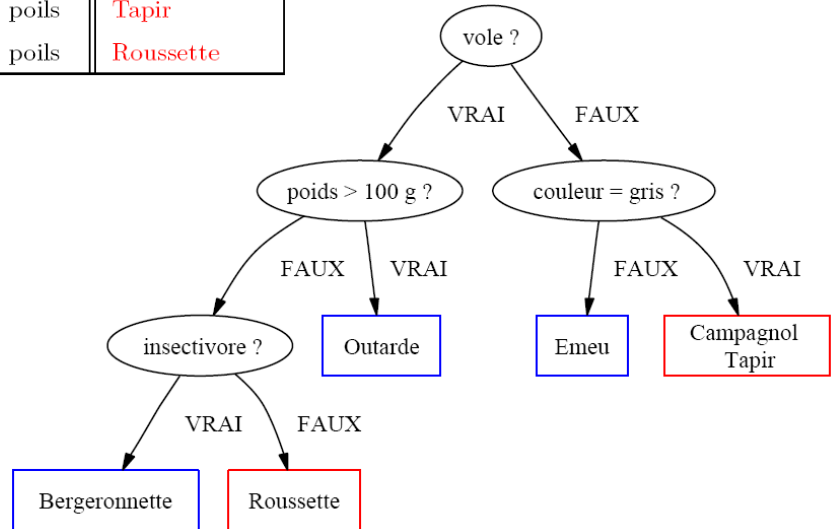 poils Tapir
vole ?
poils Roussette
VRAI FAUX
poids > 100 g ? couleur = gris ?
FAUX VRAI FAUX VRAI
insectivore ? Outarde Emeu Campagnol
Tapir
VRAI FAUX
Bergeronnette Roussette